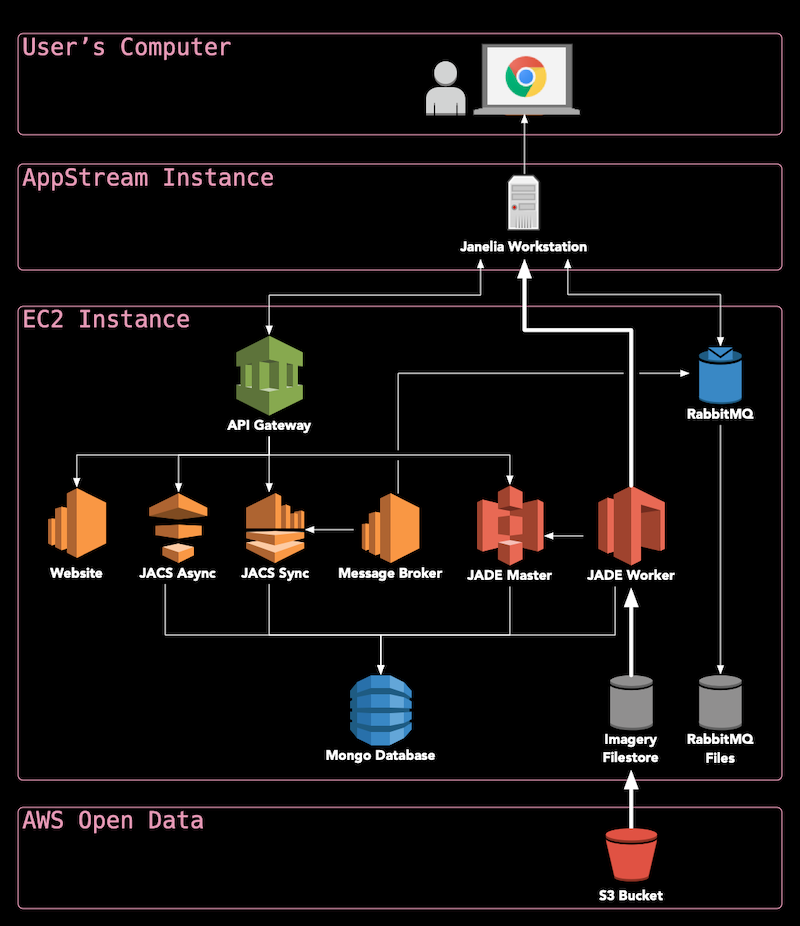 User’s Computer
AppStream Instance
Janelia Workstation
EC2 Instance
API Gateway
RabbitMQ
Website
JACS Async
JACS Sync
Message Broker
JADE Master
JADE Worker
Mongo Database
Imagery
Filestore
RabbitMQ
Files
AWS Open Data
S3 Bucket